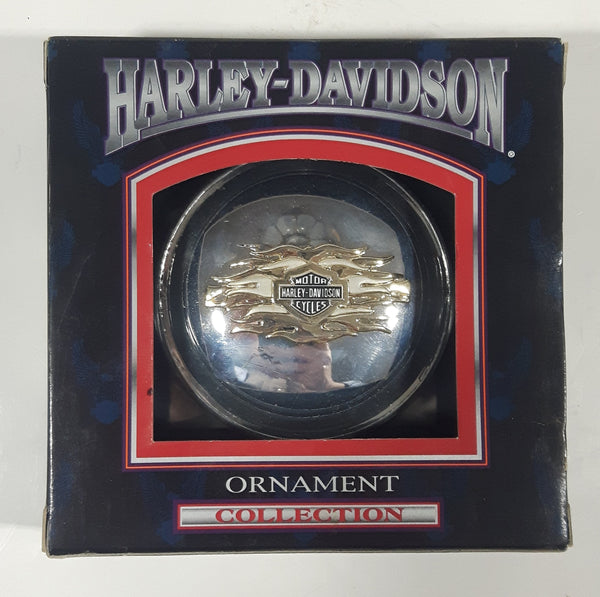 HARLEY-DAVIDSON®
MOTOR
HARLEY-DAVIDSON
CYCLES
ORNAMENT
COLLECTION